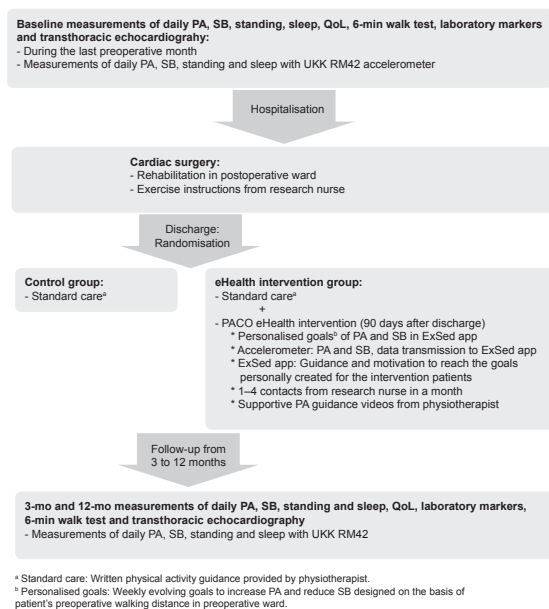 Baseline measurements of daily PA, SB, standing, sleep, QoL, 6-min walk test, laboratory markers
and transthoracic echocardiograhy:
- During the last preoperative month
- Measurements of daily PA, SB, standing and sleep with UKK RM42 accelerometer
Hospitalisation
Cardiac surgery:
- Rehabilitation in postoperative ward
- Exercise instructions from research nurse
Discharge:
Randomisation
Control group:
- Standard careᵃ
eHealth intervention group:
- Standard careᵃ
+
- PACO eHealth intervention (90 days after discharge)
* Personalised goalsᵇ of PA and SB in ExSed app
* Accelerometer: PA and SB, data transmission to ExSed app
* ExSed app: Guidance and motivation to reach the goals
personally created for the intervention patients
* 1–4 contacts from research nurse in a month
* Supportive PA guidance videos from physiotherapist
Follow-up from
3 to 12 months
3-mo and 12-mo measurements of daily PA, SB, standing and sleep, QoL, laboratory markers,
6-min walk test and transthoracic echocardiography
- Measurements of daily PA, SB, standing and sleep with UKK RM42
ᵃ Standard care: Written physical activity guidance provided by physiotherapist.
ᵇ Personalised goals: Weekly evolving goals to increase PA and reduce SB designed on the basis of
patient's preoperative walking distance in preoperative ward.